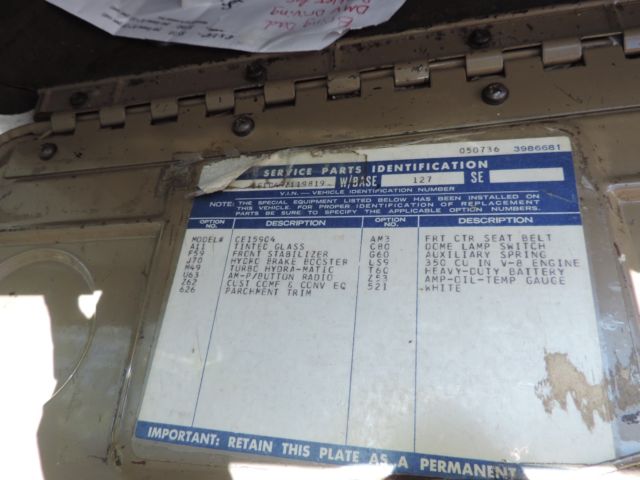 050736 3986681
SERVICE PARTS IDENTIFICATION
W/BASE 127 SE
V.I.N. — VEHICLE IDENTIFICATION NUMBER
NOTE: THE SPECIAL EQUIPMENT LISTED BELOW HAS BEEN INSTALLED ON
THIS VEHICLE. FOR PROPER IDENTIFICATION OF REPLACEMENT
PARTS BE SURE TO SPECIFY THE APPLICABLE OPTION NUMBERS.
OPTION NO. DESCRIPTION OPTION NO. DESCRIPTION
MODEL# CE15904 AM3 FRT CTR SEAT BELT
A11 TINTED GLASS C80 DOME LAMP SWITCH
F59 FRONT STABILIZER G60 AUXILIARY SPRING
J70 HYDRC BRAKE BOOSTER LS9 350 CU IN V-8 ENGINE
M49 TURBO HYDRA-MATIC T60 HEAVY-DUTY BATTERY
U63 AM-P/BUTTON RADIO Z53 AMP-OIL-TEMP GAUGE
Z62 CUST COMF & CONV EQ 521 WHITE
626 PARCHMENT TRIM
IMPORTANT: RETAIN THIS PLATE AS A PERMANENT